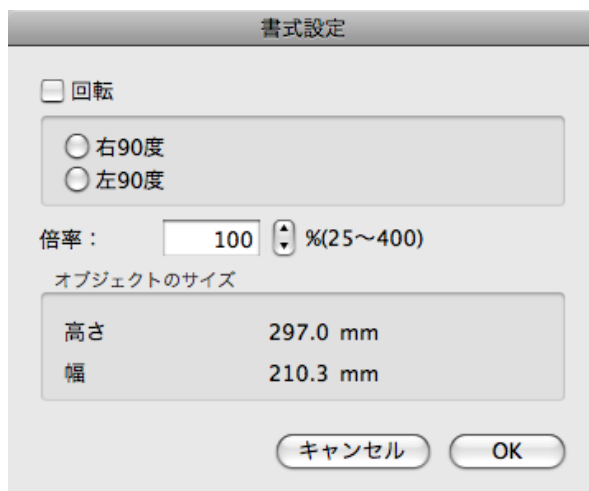 書式設定
回転
右90度
左90度
倍率： 100 %(25～400)
オブジェクトのサイズ
高さ 297.0 mm
幅 210.3 mm
キャンセル OK